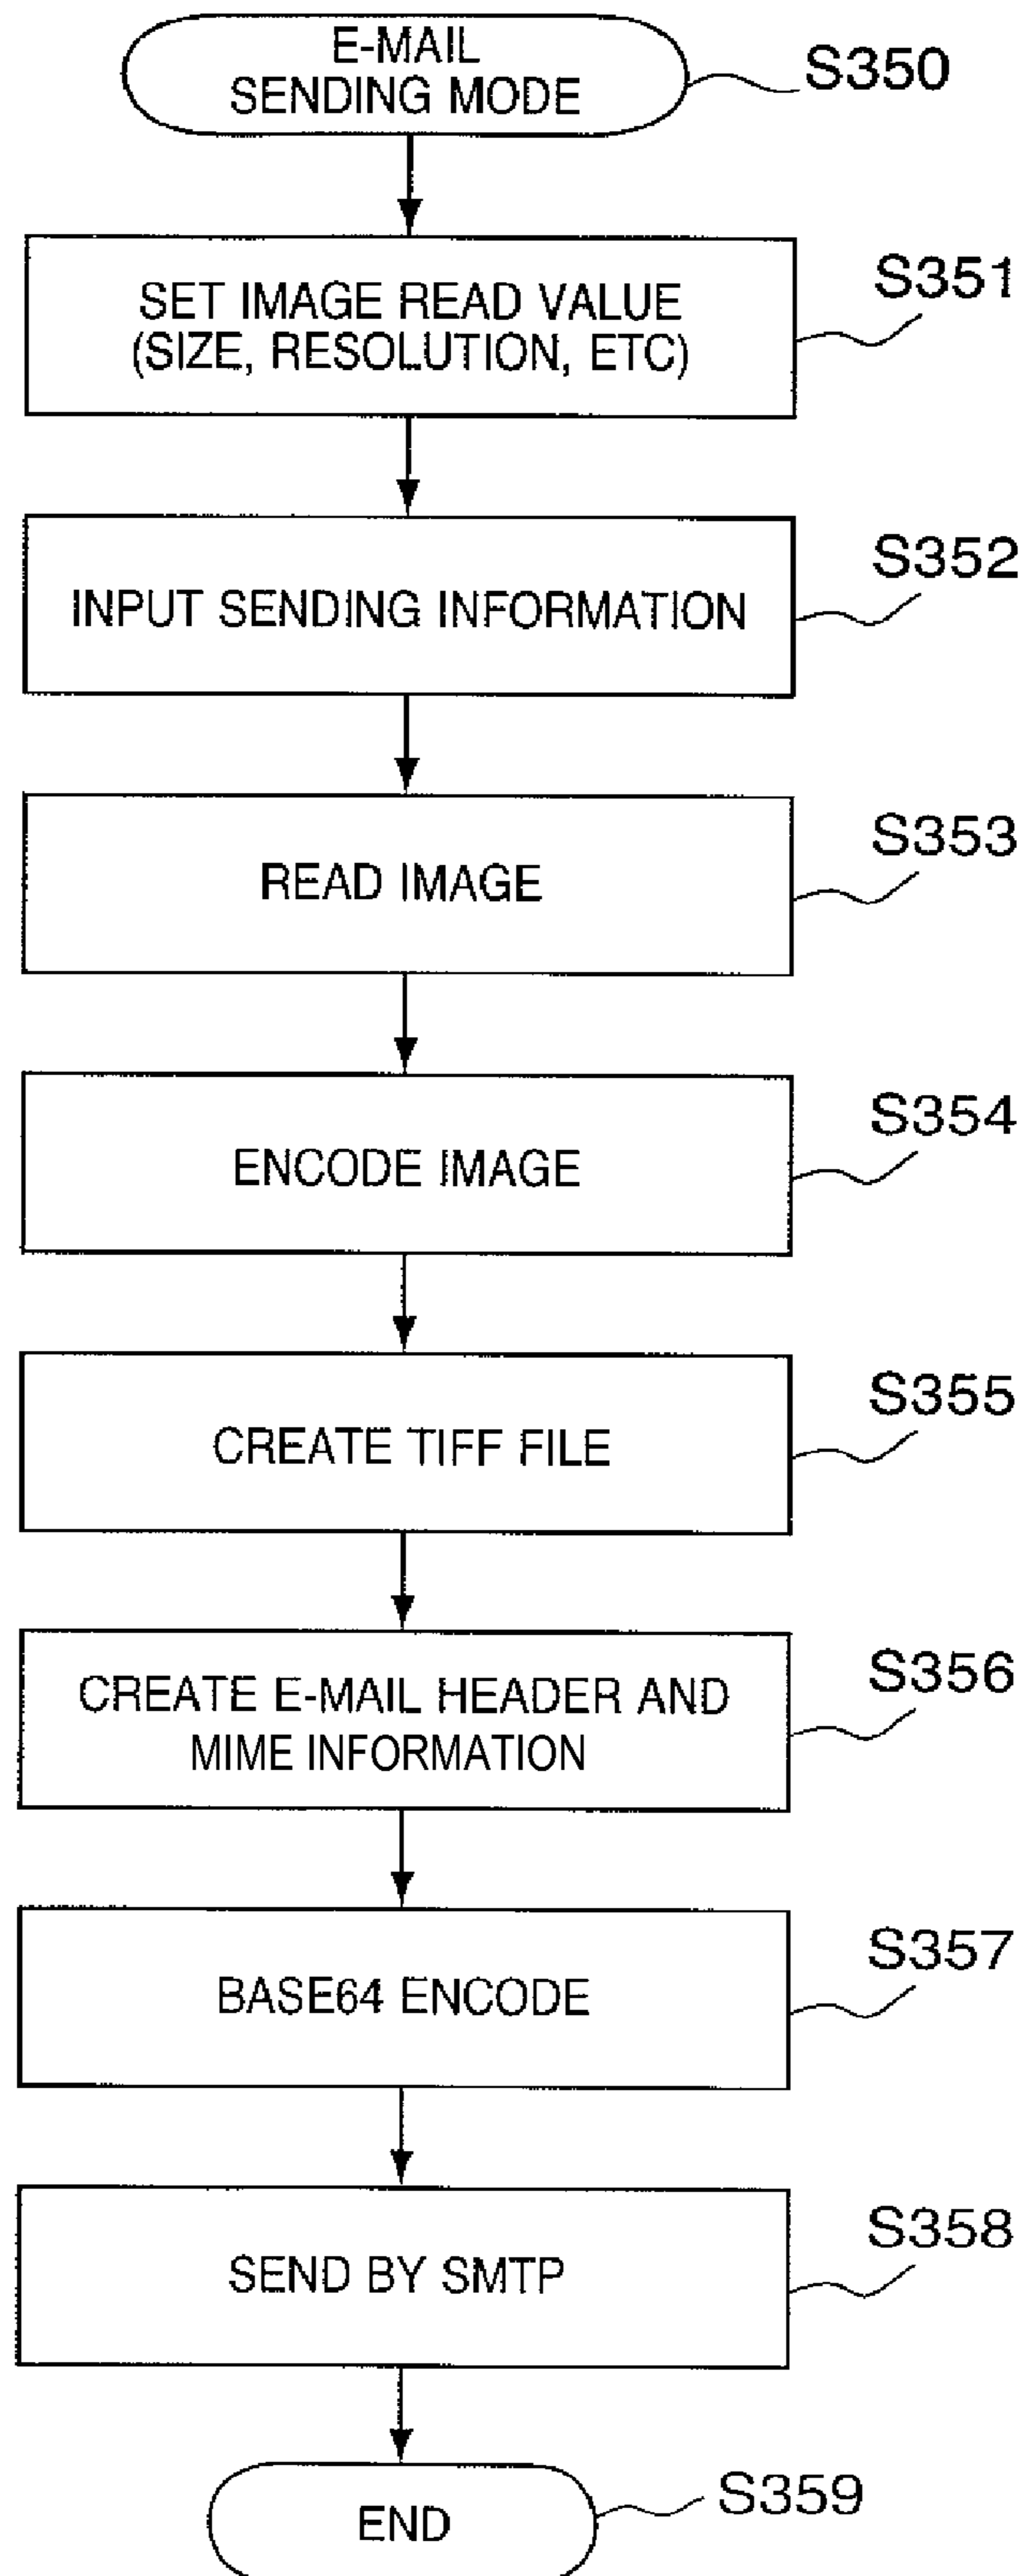 E-MAIL
SENDING MODE
S350
S351
SET IMAGE READ VALUE
(SIZE, RESOLUTION, ETC)
S352
INPUT SENDING INFORMATION
S353
READ IMAGE
S354
ENCODE IMAGE
S355
CREATE TIFF FILE
S356
CREATE E-MAIL HEADER AND
MIME INFORMATION
S357
BASE64 ENCODE
S358
SEND BY SMTP
S359
END